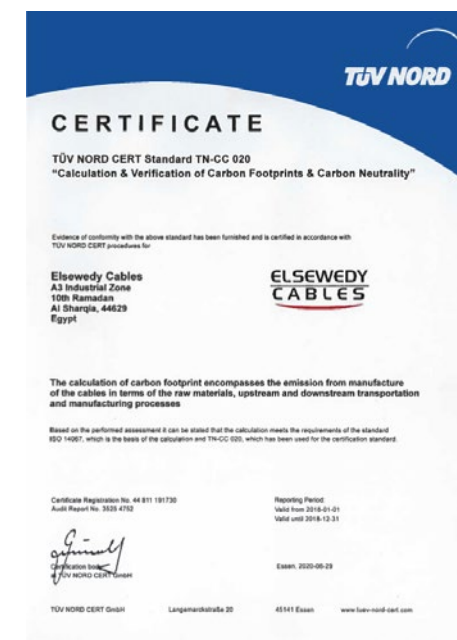 TÜV NORD
CERTIFICATE
TÜV NORD CERT Standard TN-CC 020
“Calculation & Verification of Carbon Footprints & Carbon Neutrality”
Evidence of conformity with the above standard has been furnished and is certified in accordance with
TÜV NORD CERT procedures for
Elsewedy Cables
A3 Industrial Zone
10th Ramadan
Al Sharqia, 44629
Egypt
ELSEWEDY
CABLES
The calculation of carbon footprint encompasses the emission from manufacture
of the cables in terms of the raw materials, upstream and downstream transportation
and manufacturing processes
Based on the performed assessment it can be stated that the calculation meets the requirements of the standard
ISO 14067, which is the basis of the calculation and TN-CC 020, which has been used for the certification standard.
Certificate Registration No. 44 811 191730
Audit Report No. 3525 4752
Reporting Period:
Valid from 2018-01-01
Valid until 2018-12-31
Certification body
at TÜV NORD CERT GmbH
Essen, 2020-06-29
TÜV NORD CERT GmbH
Langemarckstraße 20
45141 Essen
www.tuev-nord-cert.com